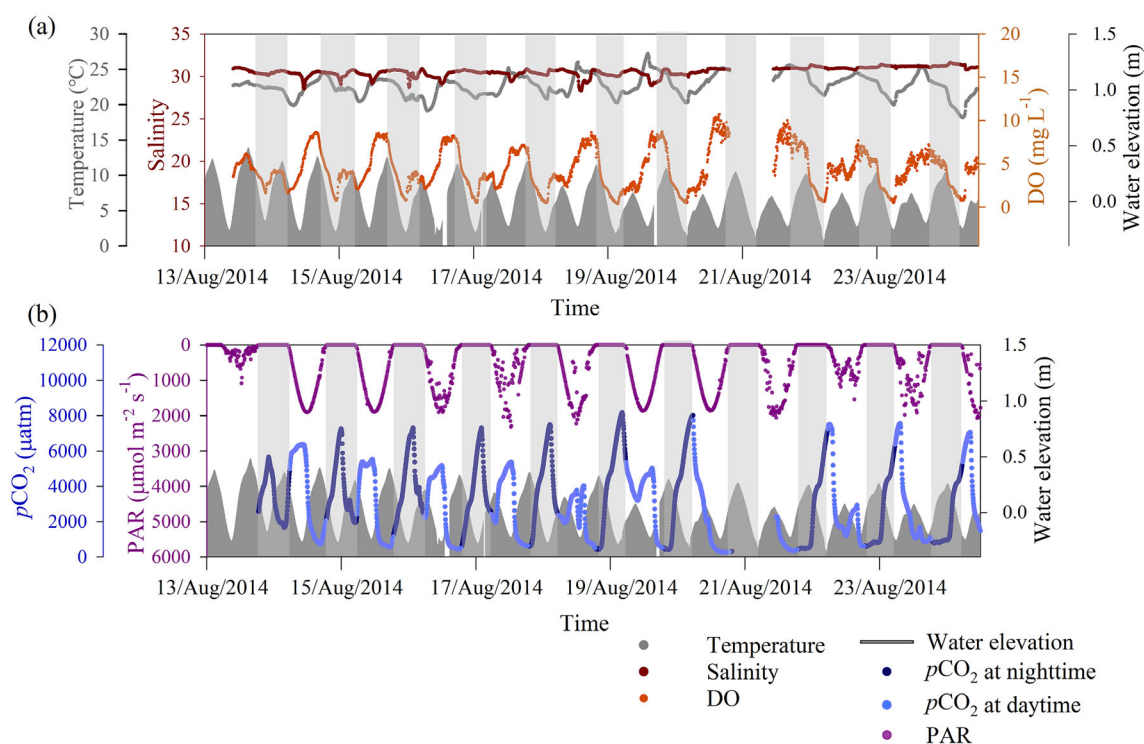 (a)
30
25
20
15
10
5
0
Temperature (°C)
35
30
25
20
15
10
Salinity
20
15
10
5
0
DO (mg L⁻¹)
1.5
1.0
0.5
0.0
Water elevation (m)
13/Aug/2014 15/Aug/2014 17/Aug/2014 19/Aug/2014 21/Aug/2014 23/Aug/2014
Time
(b)
12000
10000
8000
6000
4000
2000
0
pCO₂ (μatm)
0
1000
2000
3000
4000
5000
6000
PAR (μmol m⁻² s⁻¹)
1.5
1.0
0.5
0.0
Water elevation (m)
13/Aug/2014 15/Aug/2014 17/Aug/2014 19/Aug/2014 21/Aug/2014 23/Aug/2014
Time
Temperature
Salinity
DO
Water elevation
pCO₂ at nighttime
pCO₂ at daytime
PAR